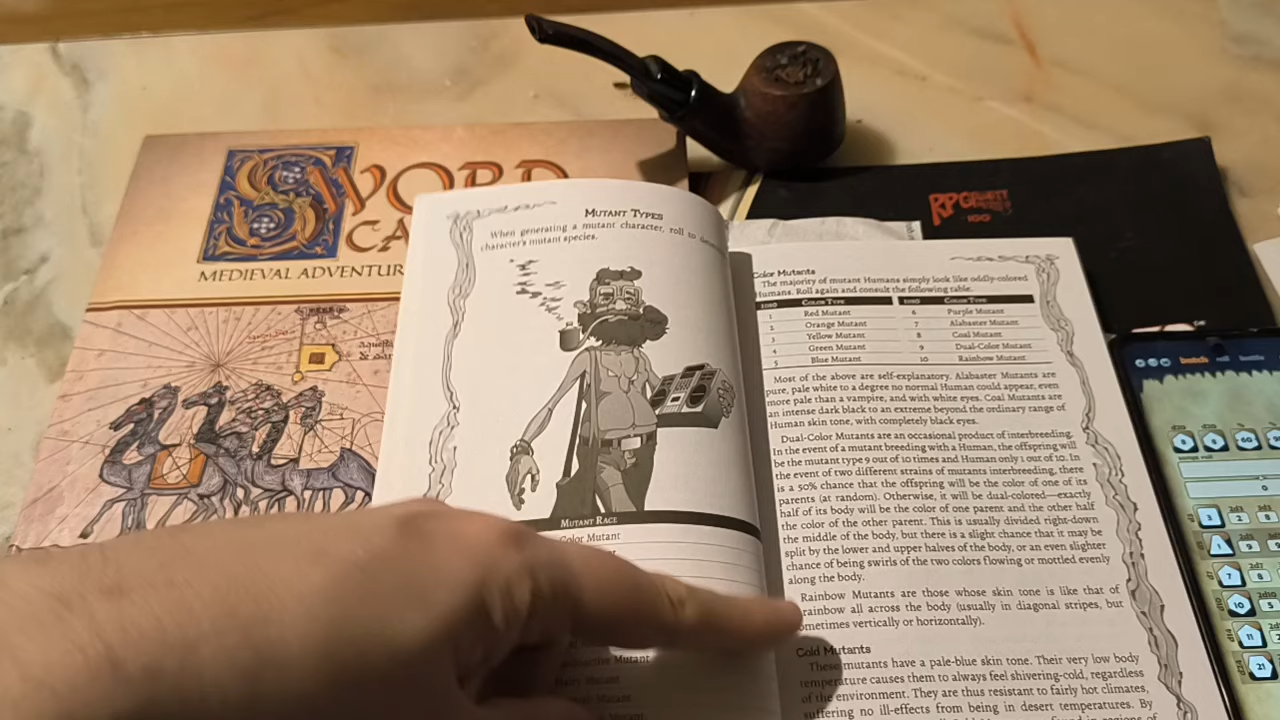 SWORD
CA
MEDIEVAL ADVENTUR
RPG
100
MUTANT TYPES
When generating a mutant character, roll to
character's mutant species.
MUTANT RACE
Color Mutant
Mutant
Hairy Mutant
Mutant
Color Mutants
The majority of mutant Humans simply look like oddly-colored
Humans. Roll again and consult the following table.
1D10 COLOR TYPE 1D10 COLOR TYPE
1 Red Mutant 6 Purple Mutant
2 Orange Mutant 7 Alabaster Mutant
3 Yellow Mutant 8 Coal Mutant
4 Green Mutant 9 Dual-Color Mutant
5 Blue Mutant 10 Rainbow Mutant
Most of the above are self-explanatory. Alabaster Mutants are
pure, pale white to a degree no normal Human could appear, even
more pale than a vampire, and with white eyes. Coal Mutants are
an intense dark black to an extreme beyond the ordinary range of
Human skin tone, with completely black eyes.
Dual-Color Mutants are an occasional product of interbreeding.
In the event of a mutant breeding with a Human, the offspring will
be the mutant type 9 out of 10 times and Human only 1 out of 10. In
the event of two different strains of mutants interbreeding, there
is a 50% chance that the offspring will be the color of one of its
parents (at random). Otherwise, it will be dual-colored—exactly
half of its body will be the color of one parent and the other half
the color of the other parent. This is usually divided right-down
the middle of the body, but there is a slight chance that it may be
split by the lower and upper halves of the body, or an even slighter
chance of being swirls of the two colors flowing or mottled evenly
along the body.
Rainbow Mutants are those whose skin tone is like that of
rainbow all across the body (usually in diagonal stripes, but
ometimes vertically or horizontally).
Cold Mutants
These mutants have a pale-blue skin tone. Their very low body
temperature causes them to always feel shivering-cold, regardless
of the environment. They are thus resistant to fairly hot climates,
suffering no ill-effects from being in desert temperatures. By